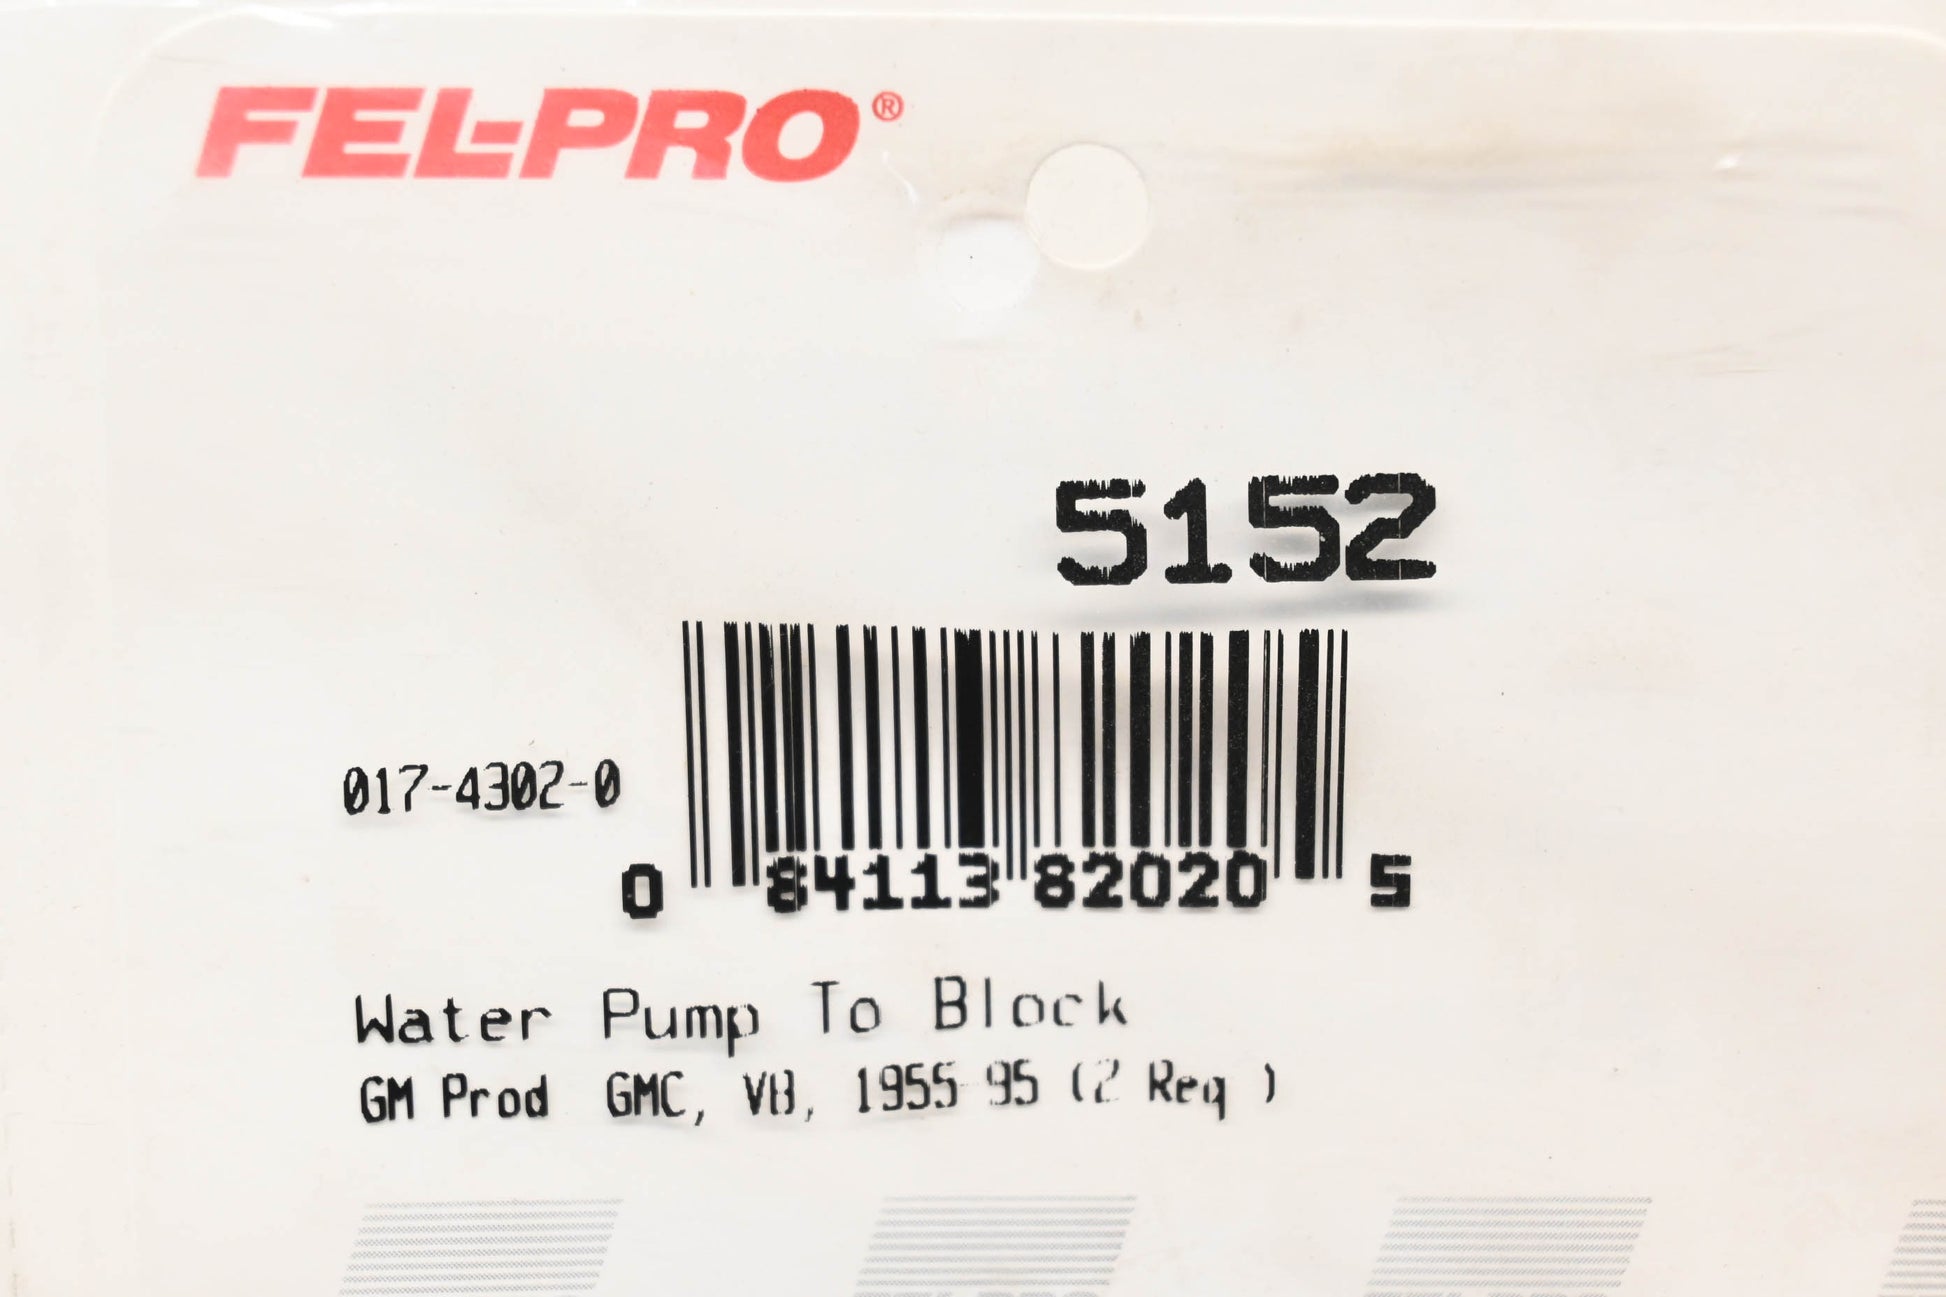 FEL-PRO®
5152
017-4302-0
0 84113 82020 5
Water Pump To Block
GM Prod GMC, V8, 1955-95 (2 Req )